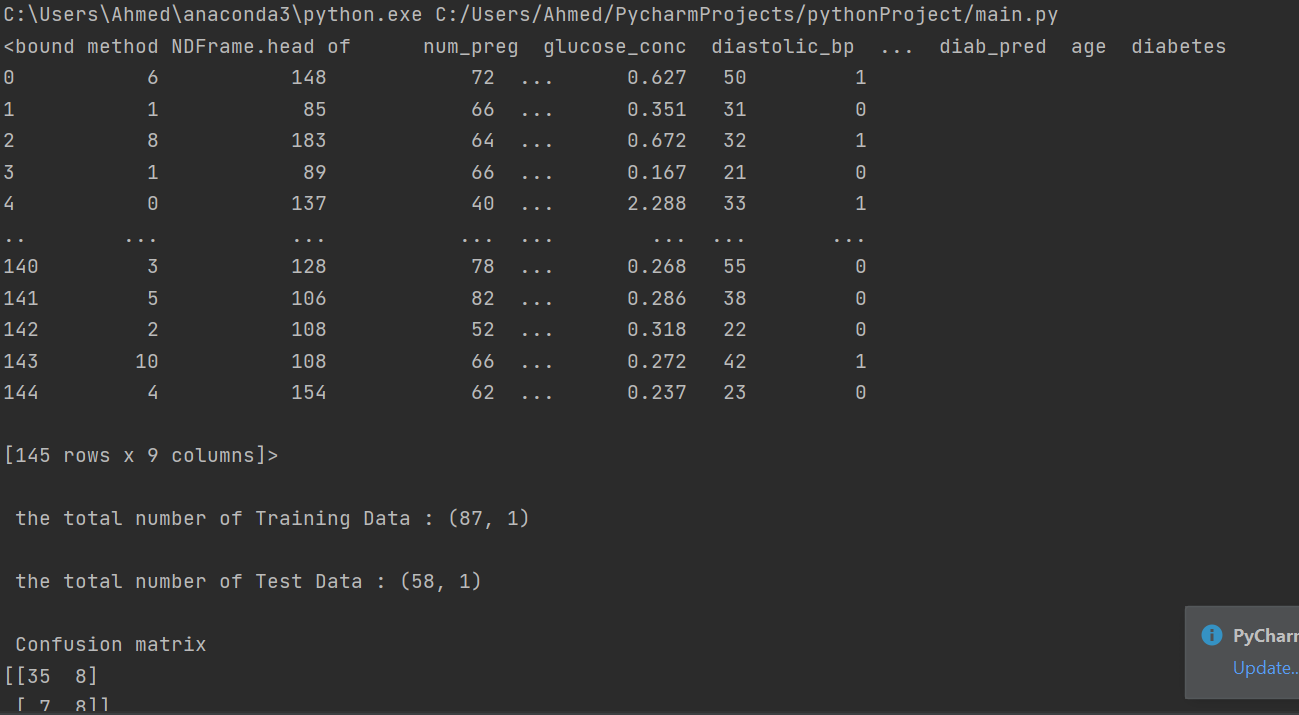 C:\Users\Ahmed\anaconda3\python.exe C:/Users/Ahmed/PycharmProjects/pythonProject/main.py
<bound method NDFrame.head of      num_preg  glucose_conc  diastolic_bp  ...  diab_pred  age  diabetes
0           6           148            72  ...      0.627   50         1
1           1            85            66  ...      0.351   31         0
2           8           183            64  ...      0.672   32         1
3           1            89            66  ...      0.167   21         0
4           0           137            40  ...      2.288   33         1
..        ...           ...           ...  ...        ...  ...       ...
140         3           128            78  ...      0.268   55         0
141         5           106            82  ...      0.286   38         0
142         2           108            52  ...      0.318   22         0
143        10           108            66  ...      0.272   42         1
144         4           154            62  ...      0.237   23         0
[145 rows x 9 columns]>
the total number of Training Data : (87, 1)
the total number of Test Data : (58, 1)
Confusion matrix
[[35  8]
[ 7  8]]
PyCharm
Update...